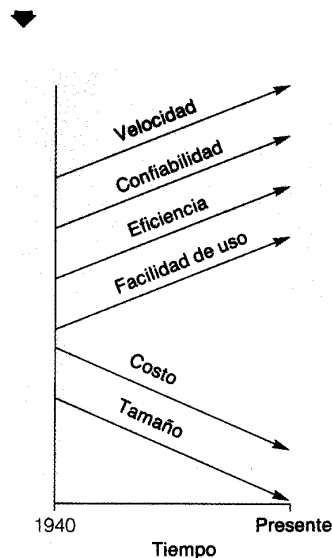 Velocidad
Confiabilidad
Eficiencia
Facilidad de uso
Costo
Tamaño
1940
Presente
Tiempo